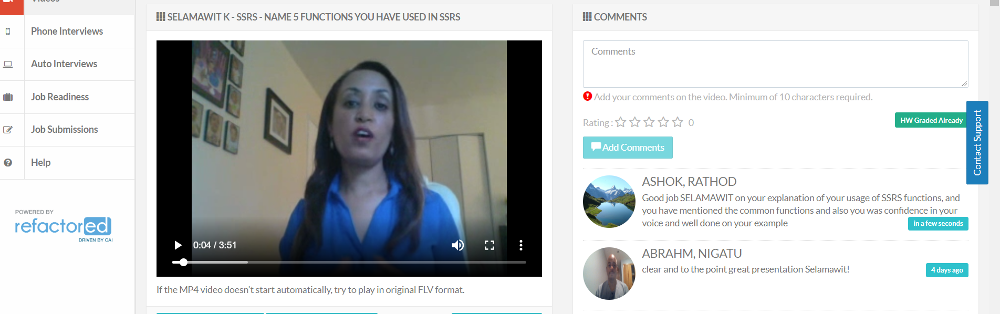 Videos
Phone Interviews
Auto Interviews
Job Readiness
Job Submissions
Help
POWERED BY
refactored
DRIVEN BY CAI
SELAMAWIT K - SSRS - NAME 5 FUNCTIONS YOU HAVE USED IN SSRS
0:04 / 3:51
If the MP4 video doesn't start automatically, try to play in original FLV format.
COMMENTS
Comments
Add your comments on the video. Minimum of 10 characters required.
Rating : 0
HW Graded Already
Add Comments
Contact Support
ASHOK, RATHOD
Good job SELAMAWIT on your explanation of your usage of SSRS functions, and
you have mentioned the common functions and also you was confidence in your
voice and well done on your example
in a few seconds
ABRAHM, NIGATU
clear and to the point great presentation Selamawit!
4 days ago